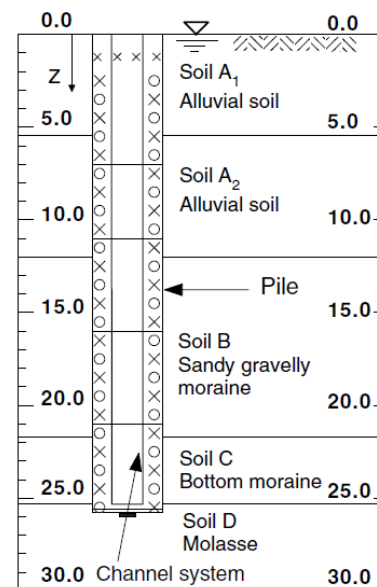 0.0 0.0
Z
Soil A1
Alluvial soil
5.0 5.0
Soil A2
Alluvial soil
10.0 10.0
Pile
15.0 15.0
Soil B
Sandy gravelly
moraine
20.0 20.0
Soil C
Bottom moraine
25.0 25.0
Soil D
Molasse
30.0 Channel system 30.0